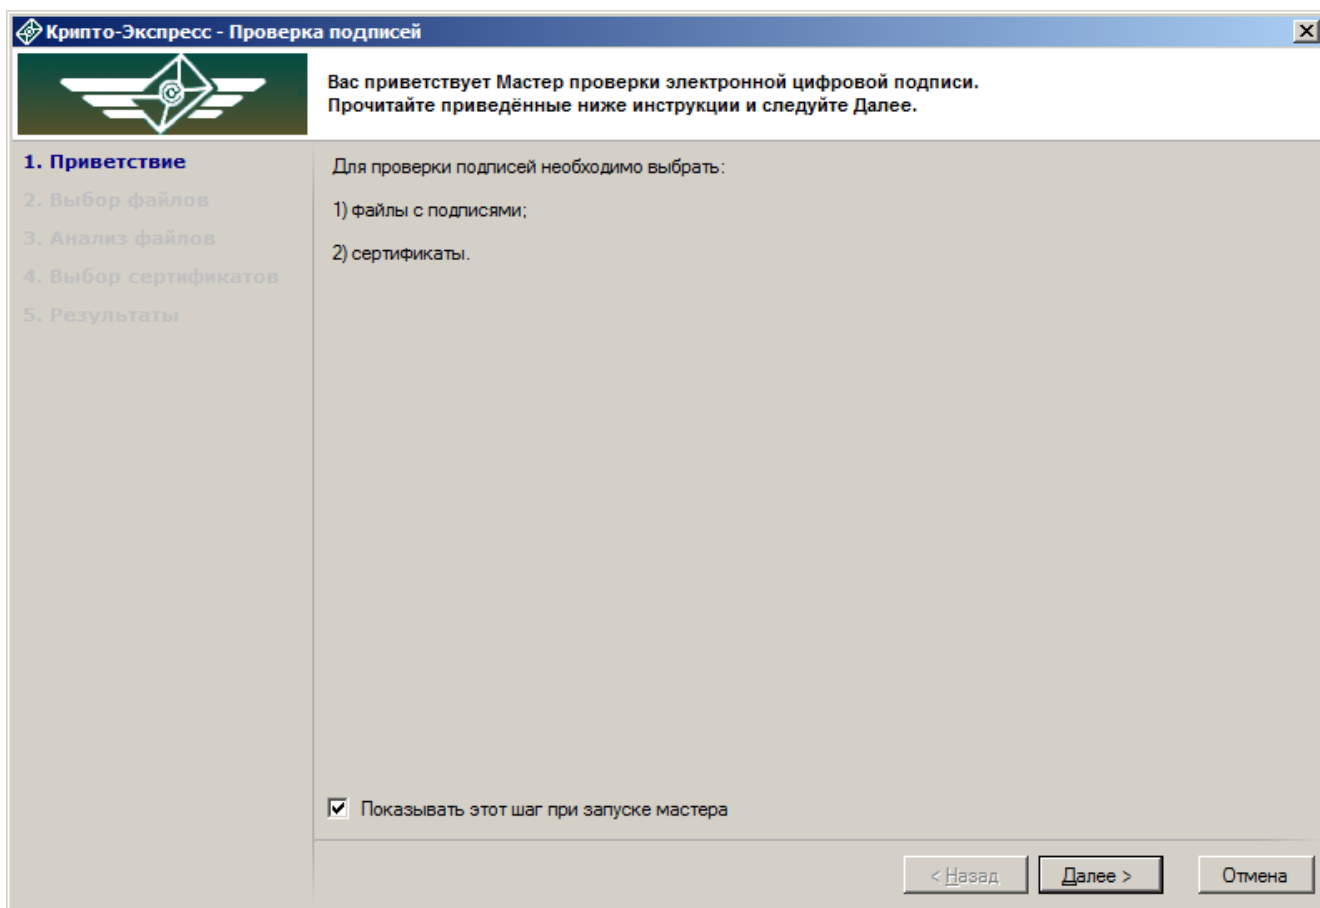 Крипто-Экспресс - Проверка подписей
Вас приветствует Мастер проверки электронной цифровой подписи.
Прочитайте приведённые ниже инструкции и следуйте Далее.
1. Приветствие
2. Выбор файлов
3. Анализ файлов
4. Выбор сертификатов
5. Результаты
Для проверки подписей необходимо выбрать:
1) файлы с подписями;
2) сертификаты.
Показывать этот шаг при запуске мастера
< Назад
Далее >
Отмена